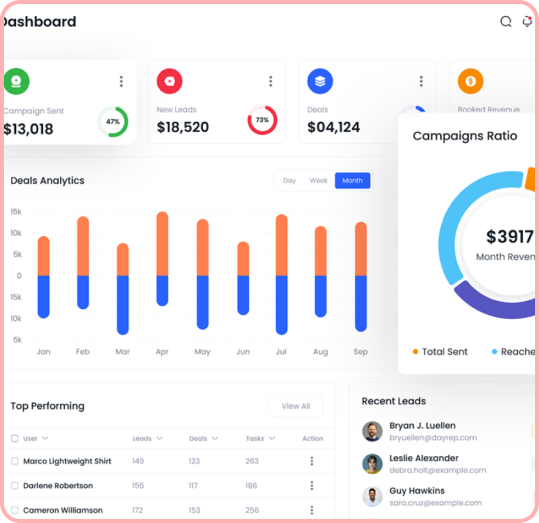 Dashboard
Campaign Sent
$13,018
47%
New Leads
$18,520
73%
Deals
$04,124
Booked Revenue
Campaigns Ratio
$3917
Month Reven
Total Sent
Reache
Deals Analytics
Day Week Month
15k
10k
5k
0
15k
10k
5k
Jan Feb Mar Apr May Jun Jul Aug Sep
Top Performing
View All
User Leads Deals Tasks Action
Marco Lightweight Shirt 149 123 263
Darlene Robertson 156 117 186
Cameron Williamson 172 153 256
Recent Leads
Bryan J. Luellen
bryuellen@dayrep.com
Leslie Alexander
debra.holt@example.com
Guy Hawkins
sara.cruz@example.com